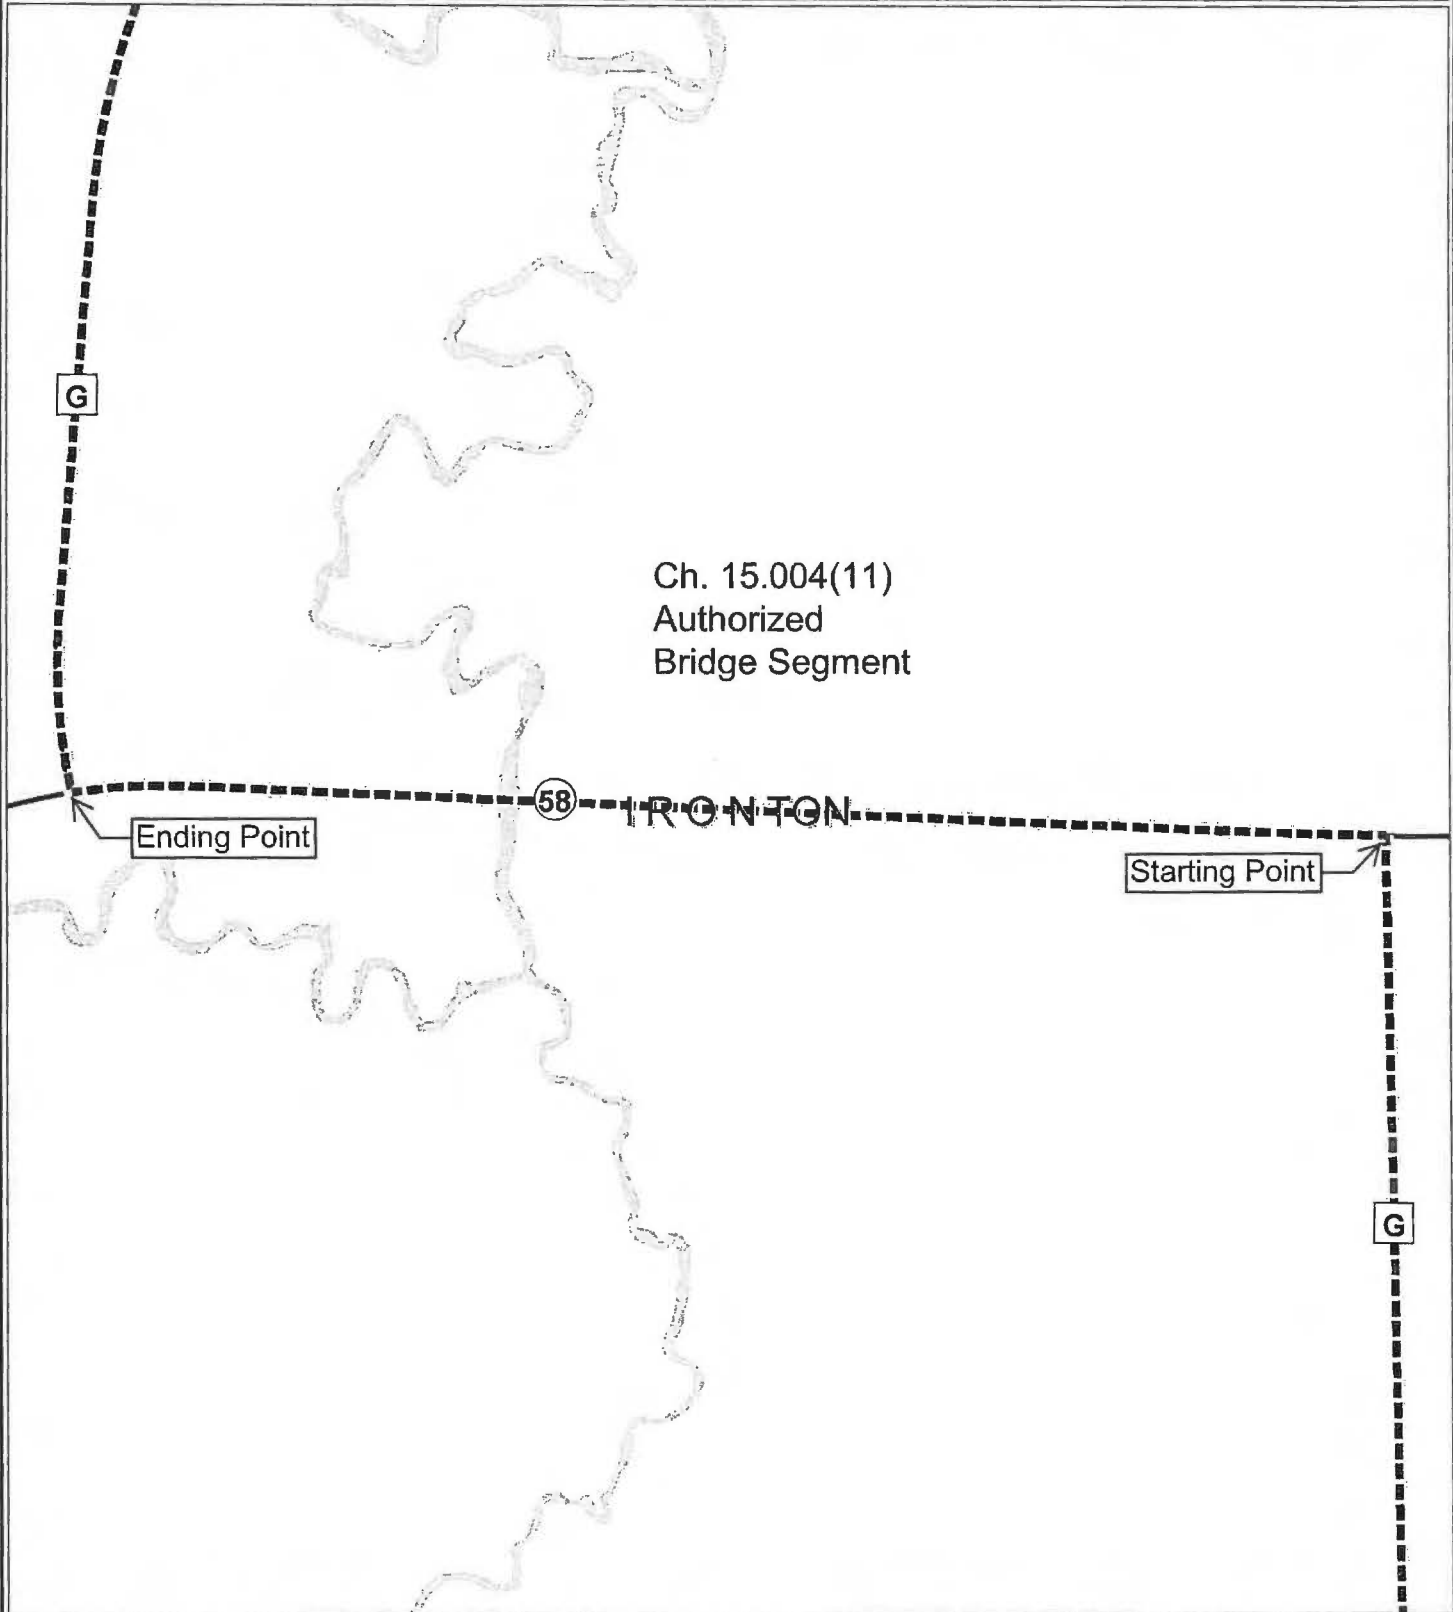 G
Ch. 15.004(11)
Authorized
Bridge Segment
58
IRONTON
Ending Point
Starting Point
G